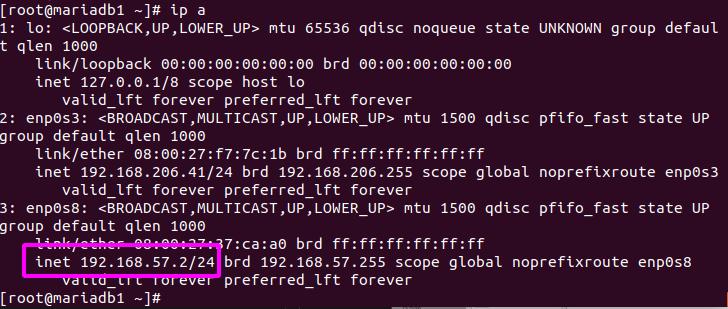 [root@mariadb1 ~]# ip a
1: lo: <LOOPBACK,UP,LOWER_UP> mtu 65536 qdisc noqueue state UNKNOWN group defaul
t qlen 1000
    link/loopback 00:00:00:00:00:00 brd 00:00:00:00:00:00
    inet 127.0.0.1/8 scope host lo
       valid_lft forever preferred_lft forever
2: enp0s3: <BROADCAST,MULTICAST,UP,LOWER_UP> mtu 1500 qdisc pfifo_fast state UP
group default qlen 1000
    link/ether 08:00:27:f7:7c:1b brd ff:ff:ff:ff:ff:ff
    inet 192.168.206.41/24 brd 192.168.206.255 scope global noprefixroute enp0s3
       valid_lft forever preferred_lft forever
3: enp0s8: <BROADCAST,MULTICAST,UP,LOWER_UP> mtu 1500 qdisc pfifo_fast state UP
group default qlen 1000
    link/ether 08:00:27:37:ca:a0 brd ff:ff:ff:ff:ff:ff
    inet 192.168.57.2/24 brd 192.168.57.255 scope global noprefixroute enp0s8
       valid_lft forever preferred_lft forever
[root@mariadb1 ~]#